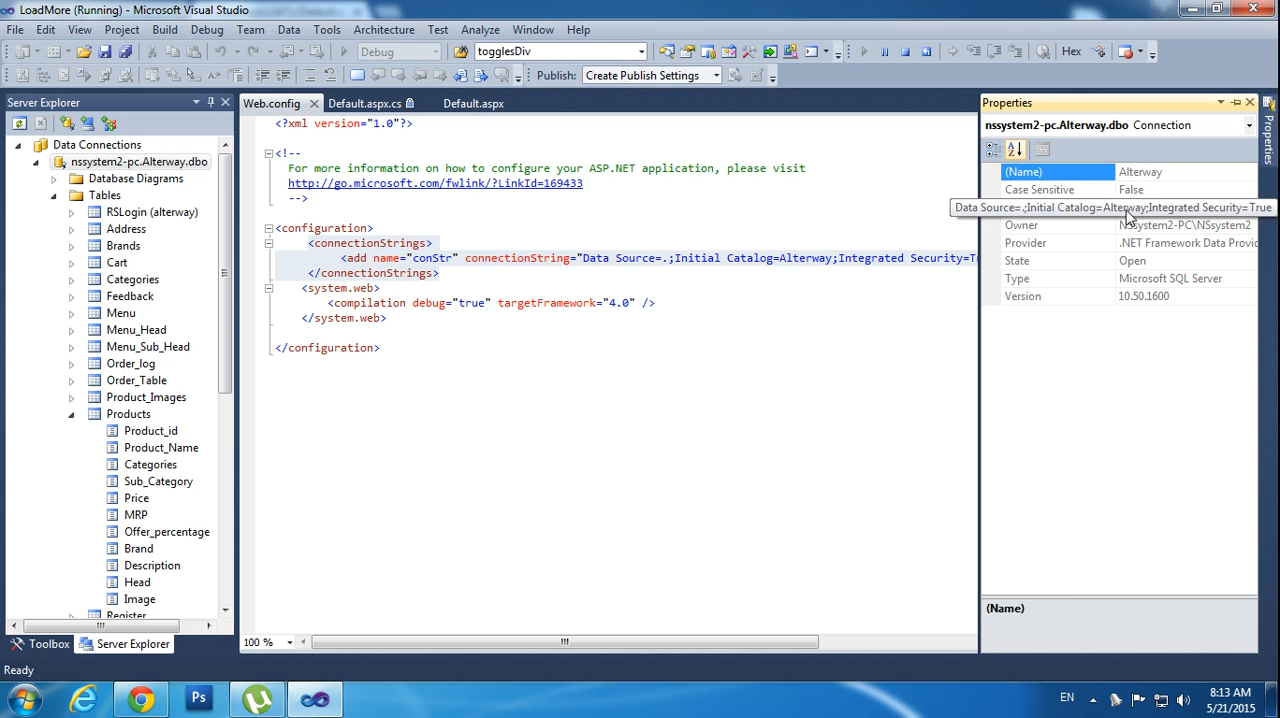 LoadMore (Running) - Microsoft Visual Studio
File Edit View Project Build Debug Team Data Tools Architecture Test Analyze Window Help
Debug
togglesDiv
Hex
Publish: Create Publish Settings
Server Explorer
Data Connections
nssystem2-pc.Alterway.dbo
Database Diagrams
Tables
RSLogin (alterway)
Address
Brands
Cart
Categories
Feedback
Menu
Menu_Head
Menu_Sub_Head
Order_log
Order_Table
Product_Images
Products
Product_id
Product_Name
Categories
Sub_Category
Price
MRP
Offer_percentage
Brand
Description
Head
Image
Register
Toolbox Server Explorer
Web.config Default.aspx.cs Default.aspx
<?xml version="1.0"?>
<!--
For more information on how to configure your ASP.NET application, please visit
http://go.microsoft.com/fwlink/?LinkId=169433
-->
<configuration>
<connectionStrings>
<add name="conStr" connectionString="Data Source=.;Initial Catalog=Alterway;Integrated Security=Tr
</connectionStrings>
<system.web>
<compilation debug="true" targetFramework="4.0" />
</system.web>
</configuration>
100 %
Properties
nssystem2-pc.Alterway.dbo Connection
(Name) Alterway
Case Sensitive False
Data Source=.;Initial Catalog=Alterway;Integrated Security=True
Owner NSsystem2-PC\NSsystem2
Provider .NET Framework Data Provid
State Open
Type Microsoft SQL Server
Version 10.50.1600
(Name)
Properties
Ready
Ps
EN
8:13 AM
5/21/2015